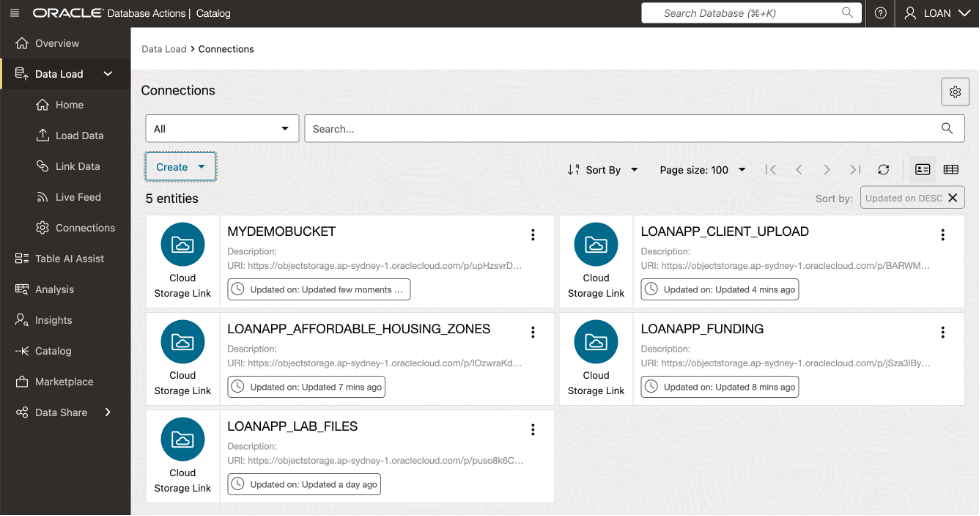 ORACLE Database Actions | Catalog
Search Database (⌘+K)
LOAN
Overview
Data Load
Home
Load Data
Link Data
Live Feed
Connections
Table AI Assist
Analysis
Insights
Catalog
Marketplace
Data Share
Data Load > Connections
Connections
All
Search...
Create
Sort By
Page size: 100
5 entities
Sort by: Updated on DESC
Cloud
Storage Link
MYDEMOBUCKET
Description:
URI: https://objectstorage.ap-sydney-1.oraclecloud.com/p/upHzsvrD...
Updated on: Updated few moments ...
Cloud
Storage Link
LOANAPP_CLIENT_UPLOAD
Description:
URI: https://objectstorage.ap-sydney-1.oraclecloud.com/p/BARWM...
Updated on: Updated 4 mins ago
Cloud
Storage Link
LOANAPP_AFFORDABLE_HOUSING_ZONES
Description:
URI: https://objectstorage.ap-sydney-1.oraclecloud.com/p/IOzwraKd...
Updated on: Updated 7 mins ago
Cloud
Storage Link
LOANAPP_FUNDING
Description:
URI: https://objectstorage.ap-sydney-1.oraclecloud.com/p/jSza3IBy...
Updated on: Updated 8 mins ago
Cloud
Storage Link
LOANAPP_LAB_FILES
Description:
URI: https://objectstorage.ap-sydney-1.oraclecloud.com/p/puso8k6C...
Updated on: Updated a day ago